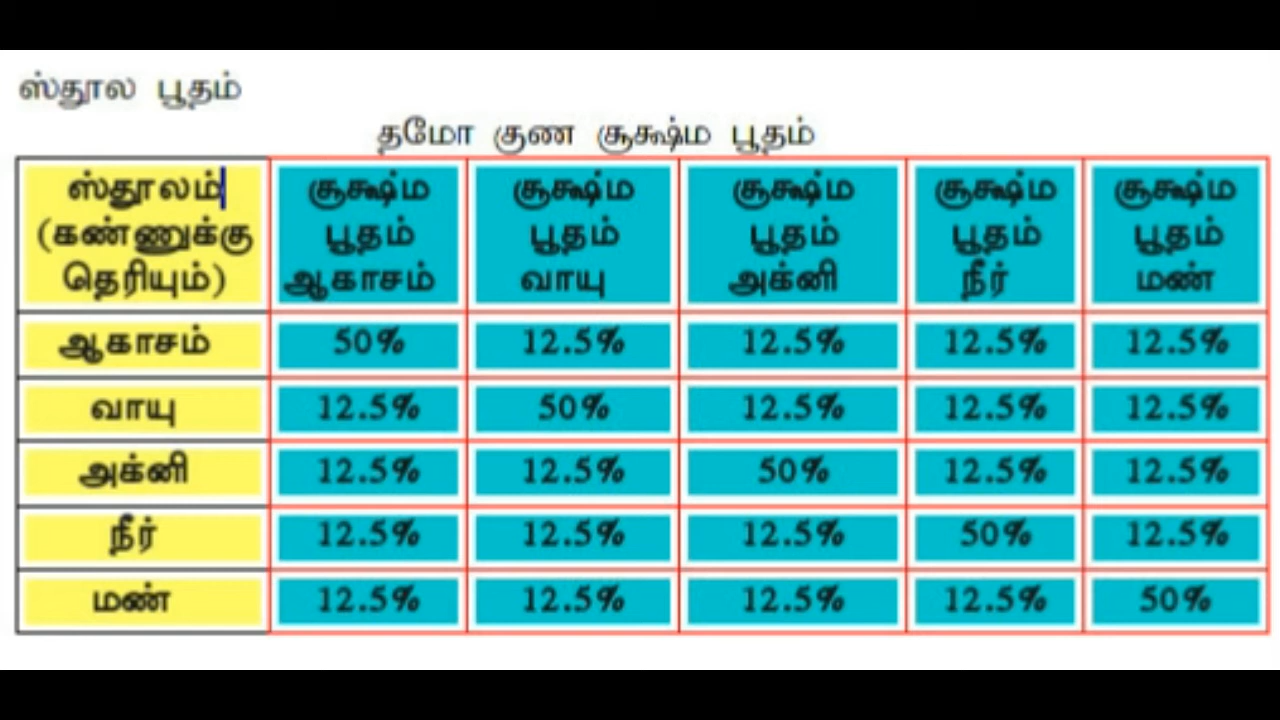 ஸ்தூல பூதம்
தமோ குண சூக்ஷ்ம பூதம்
ஸ்தூலம் (கண்ணுக்கு தெரியும்) சூக்ஷ்ம பூதம் ஆகாசம் சூக்ஷ்ம பூதம் வாயு சூக்ஷ்ம பூதம் அக்னி சூக்ஷ்ம பூதம் நீர் சூக்ஷ்ம பூதம் மண்
ஆகாசம் 50% 12.5% 12.5% 12.5% 12.5%
வாயு 12.5% 50% 12.5% 12.5% 12.5%
அக்னி 12.5% 12.5% 50% 12.5% 12.5%
நீர் 12.5% 12.5% 12.5% 50% 12.5%
மண் 12.5% 12.5% 12.5% 12.5% 50%